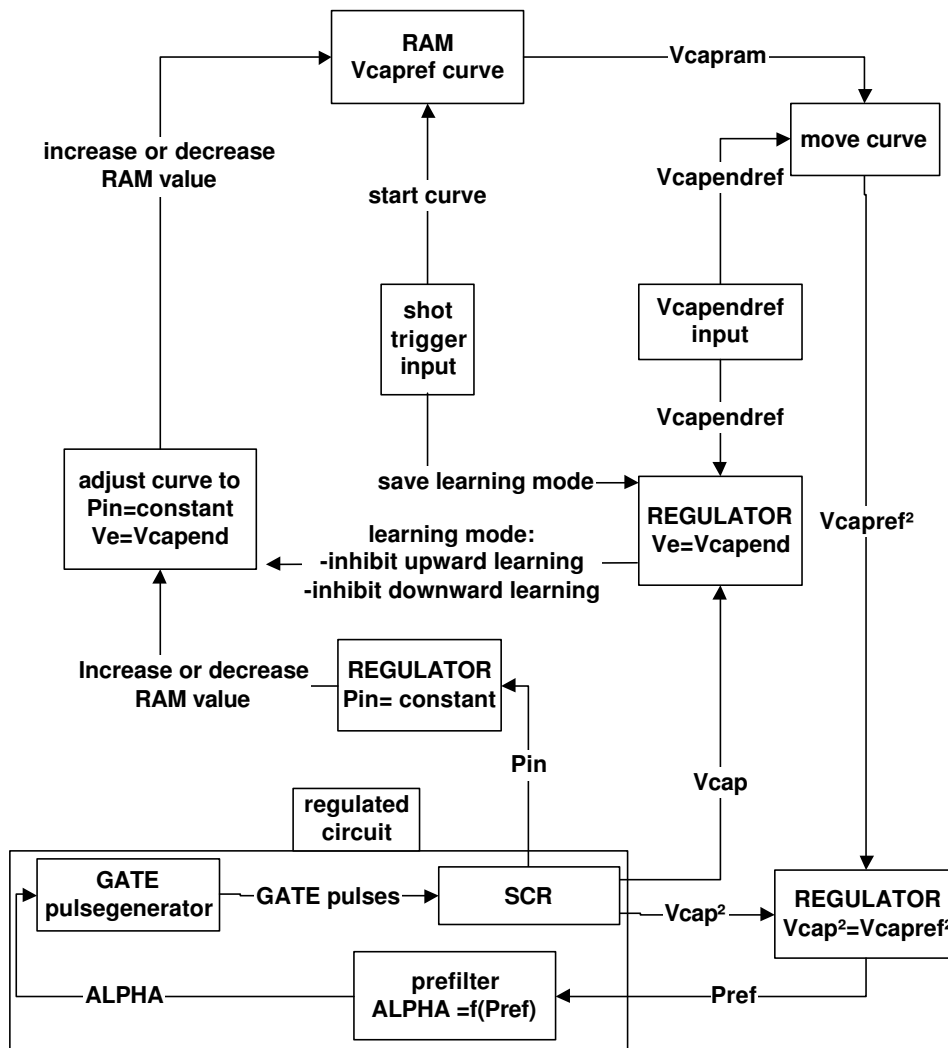 RAM
Vcapref curve
Vcapram
move curve
increase or decrease
RAM value
start curve
Vcapendref
shot
trigger
input
Vcapendref
input
Vcapendref
adjust curve to
Pin=constant
Ve=Vcapend
save learning mode
REGULATOR
Ve=Vcapend
Vcapref²
learning mode:
-inhibit upward learning
-inhibit downward learning
Increase or decrease
RAM value
REGULATOR
Pin= constant
Pin
Vcap
regulated
circuit
GATE
pulsegenerator
GATE pulses
SCR
Vcap²
REGULATOR
Vcap²=Vcapref²
ALPHA
prefilter
ALPHA =f(Pref)
Pref